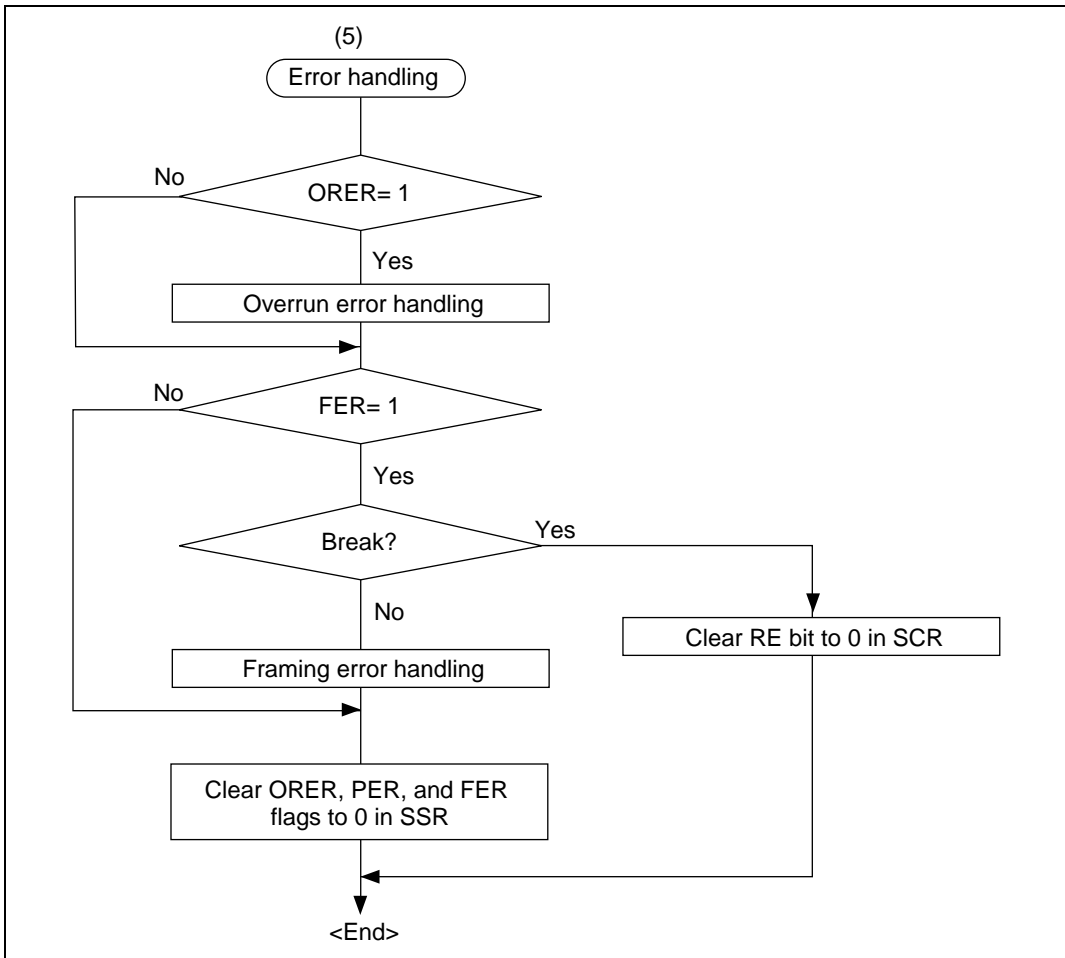 (5)
Error handling
No
ORER= 1
Yes
Overrun error handling
No
FER= 1
Yes
Break?
Yes
No
Clear RE bit to 0 in SCR
Framing error handling
Clear ORER, PER, and FER
flags to 0 in SSR
<End>